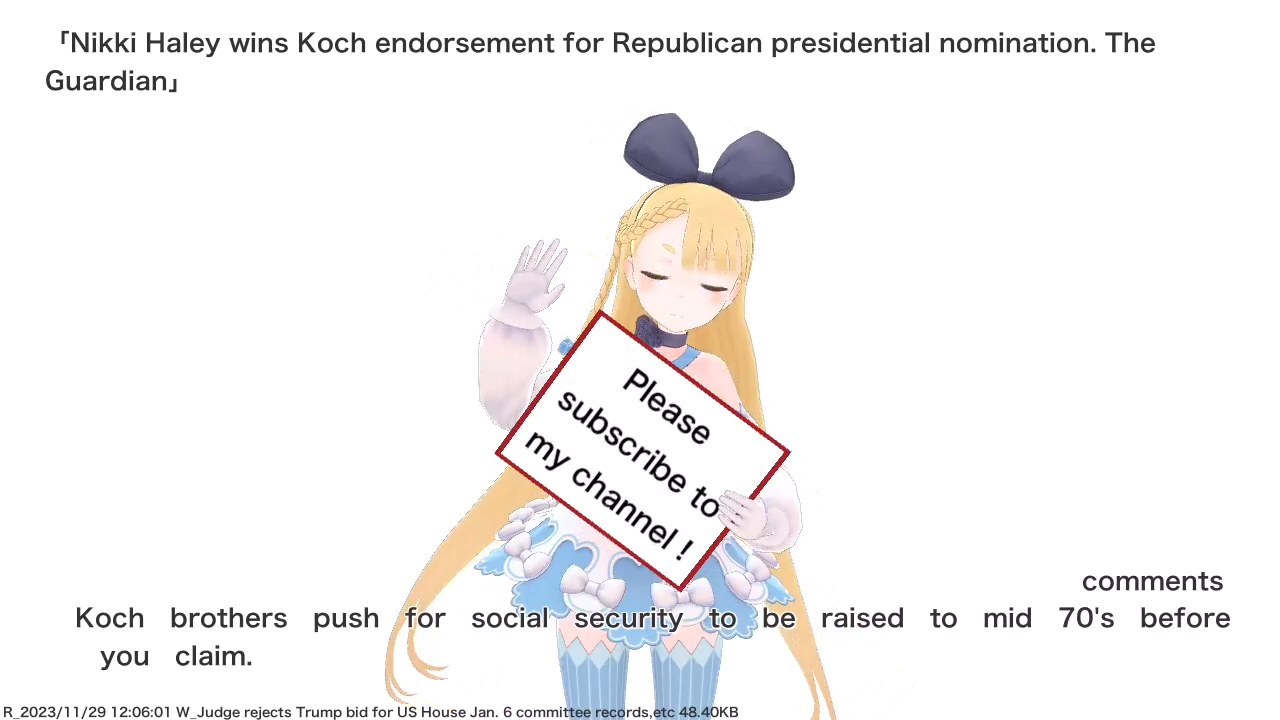 「Nikki Haley wins Koch endorsement for Republican presidential nomination. The
Guardian」
Please
subscribe to
my channel !
comments
Koch brothers push for social security to be raised to mid 70's before
you claim.
R_2023/11/29 12:06:01 W_Judge rejects Trump bid for US House Jan. 6 committee records,etc 48.40KB